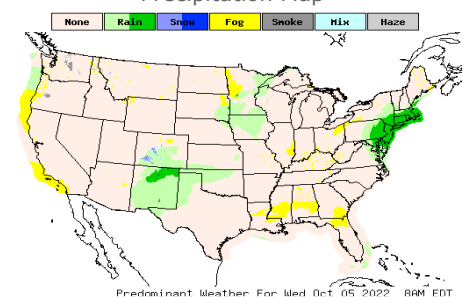 Precipitation Map
None Rain Snow Fog Smoke Mix Haze
Predominant Weather For Wed Oct 05 2022 8AM EDT